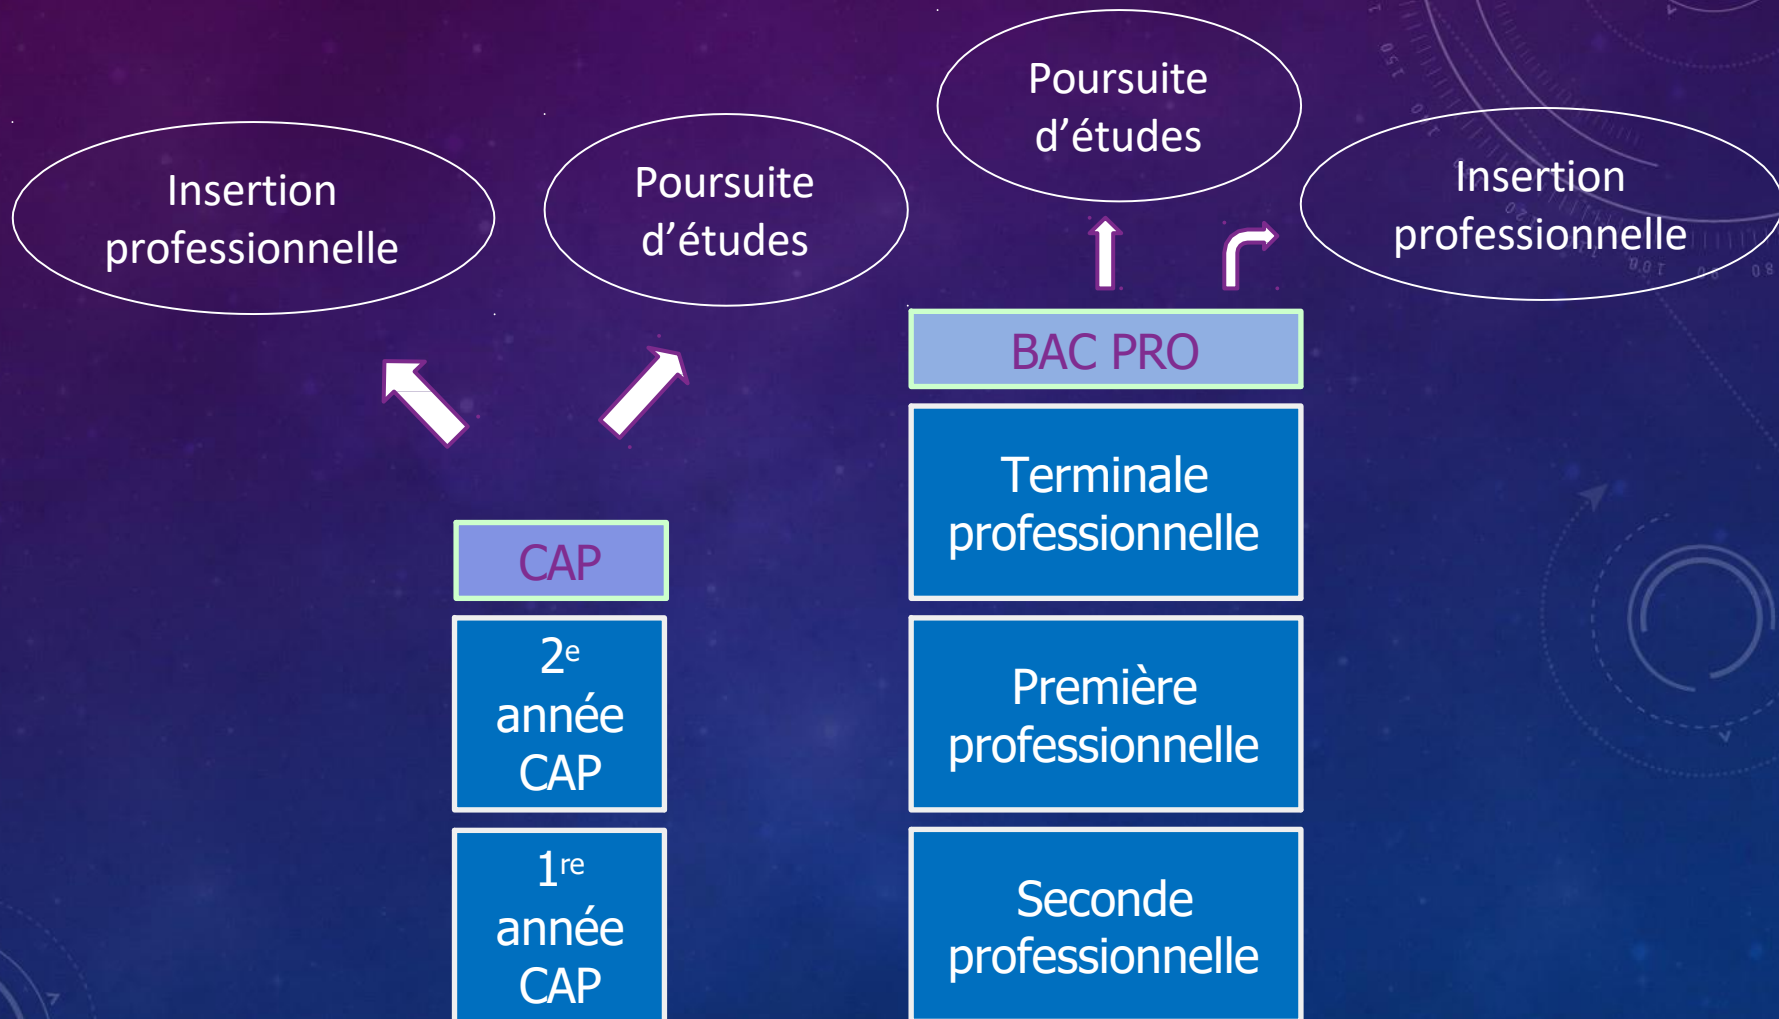 Poursuite
d’études
Insertion
professionnelle
Poursuite
d’études
Insertion
professionnelle
BAC PRO
Terminale
professionnelle
CAP
2e
année
CAP
Première
professionnelle
1re
année
CAP
Seconde
professionnelle